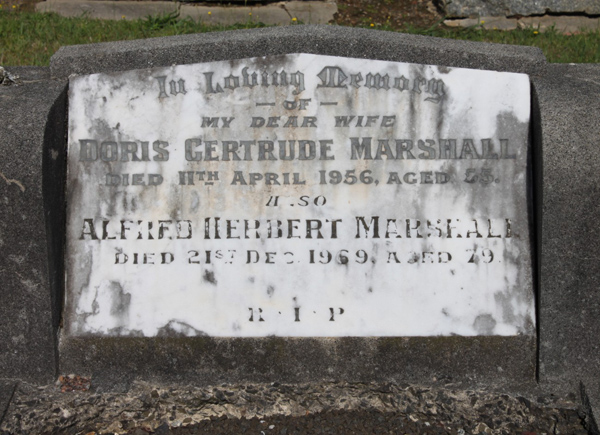 In Loving Memory
— OF —
MY DEAR WIFE
DORIS GERTRUDE MARSHALL
DIED 11TH APRIL 1956, AGED
ALSO
ALFRED HERBERT MARSHALL
DIED 21ST DEC. 1969, AGED 79.
R · I · P